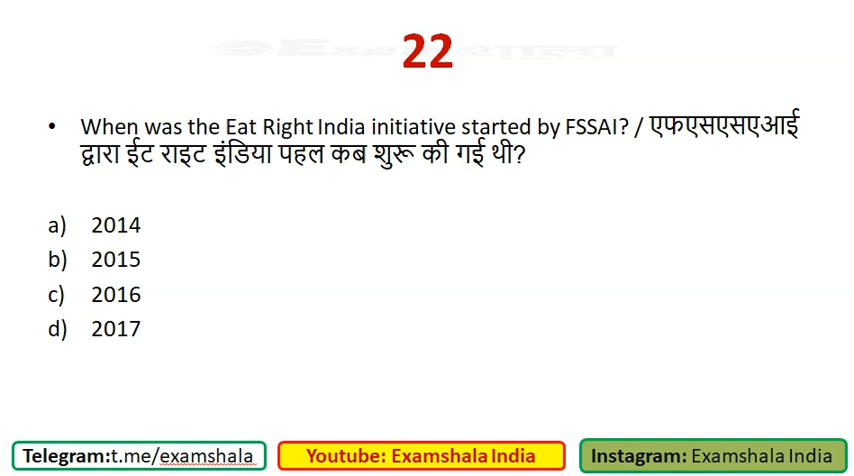 22
• When was the Eat Right India initiative started by FSSAI? / एफएसएसएआई
द्वारा ईट राइट इंडिया पहल कब शुरू की गई थी?
a) 2014
b) 2015
c) 2016
d) 2017
Telegram:t.me/examshala
Youtube: Examshala India
Instagram: Examshala India